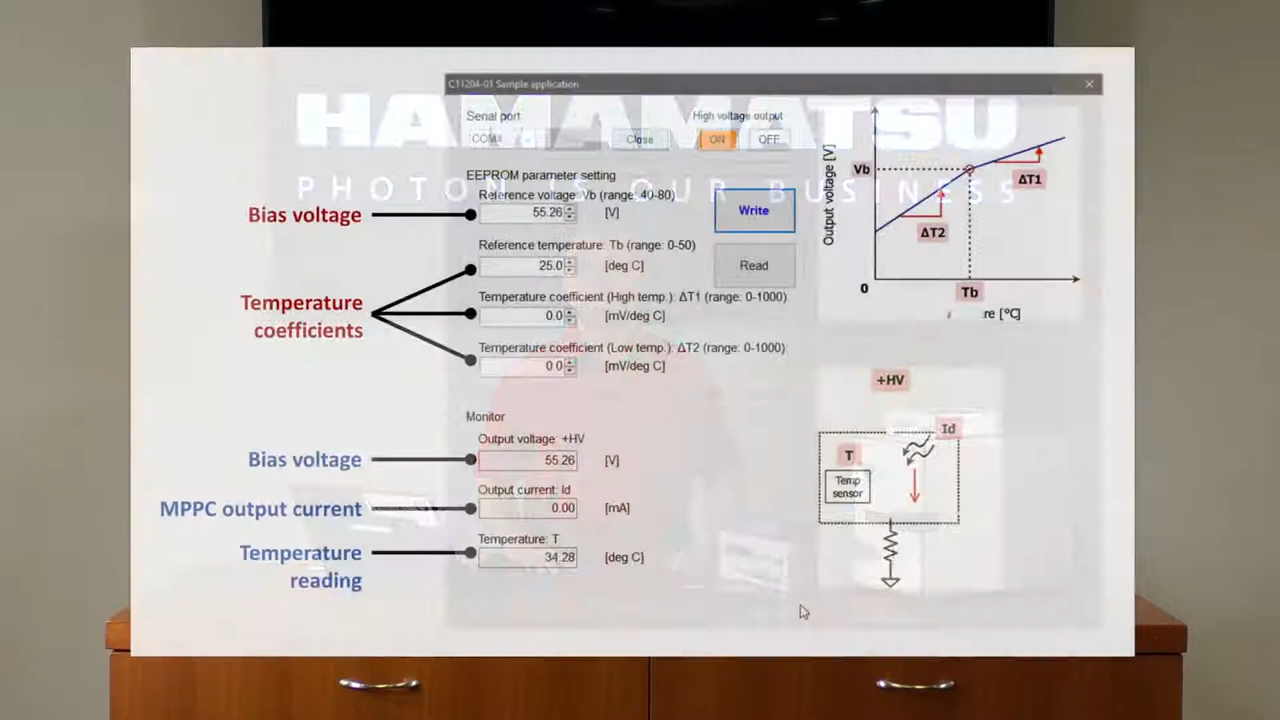 C11204-01 Sample application
HAMAMATSU
PHOTON IS OUR BUSINESS
Serial port
High voltage output
COM4
Close
ON
OFF
EEPROM parameter setting
Reference voltage: Vb (range: 40-80)
Bias voltage
55.26
[V]
Write
Reference temperature: Tb (range: 0-50)
25.0
[deg C]
Read
Temperature coefficients
Temperature coefficient (High temp.): ΔT1 (range: 0-1000)
0.0
[mV/deg C]
Temperature coefficient (Low temp.): ΔT2 (range: 0-1000)
0.0
[mV/deg C]
Output voltage [V]
Vb
ΔT1
ΔT2
0
Tb
re [°C]
Monitor
Output voltage: +HV
Bias voltage
55.26
[V]
Output current: Id
MPPC output current
0.00
[mA]
Temperature: T
Temperature
reading
34.28
[deg C]
+HV
Id
T
Temp
sensor